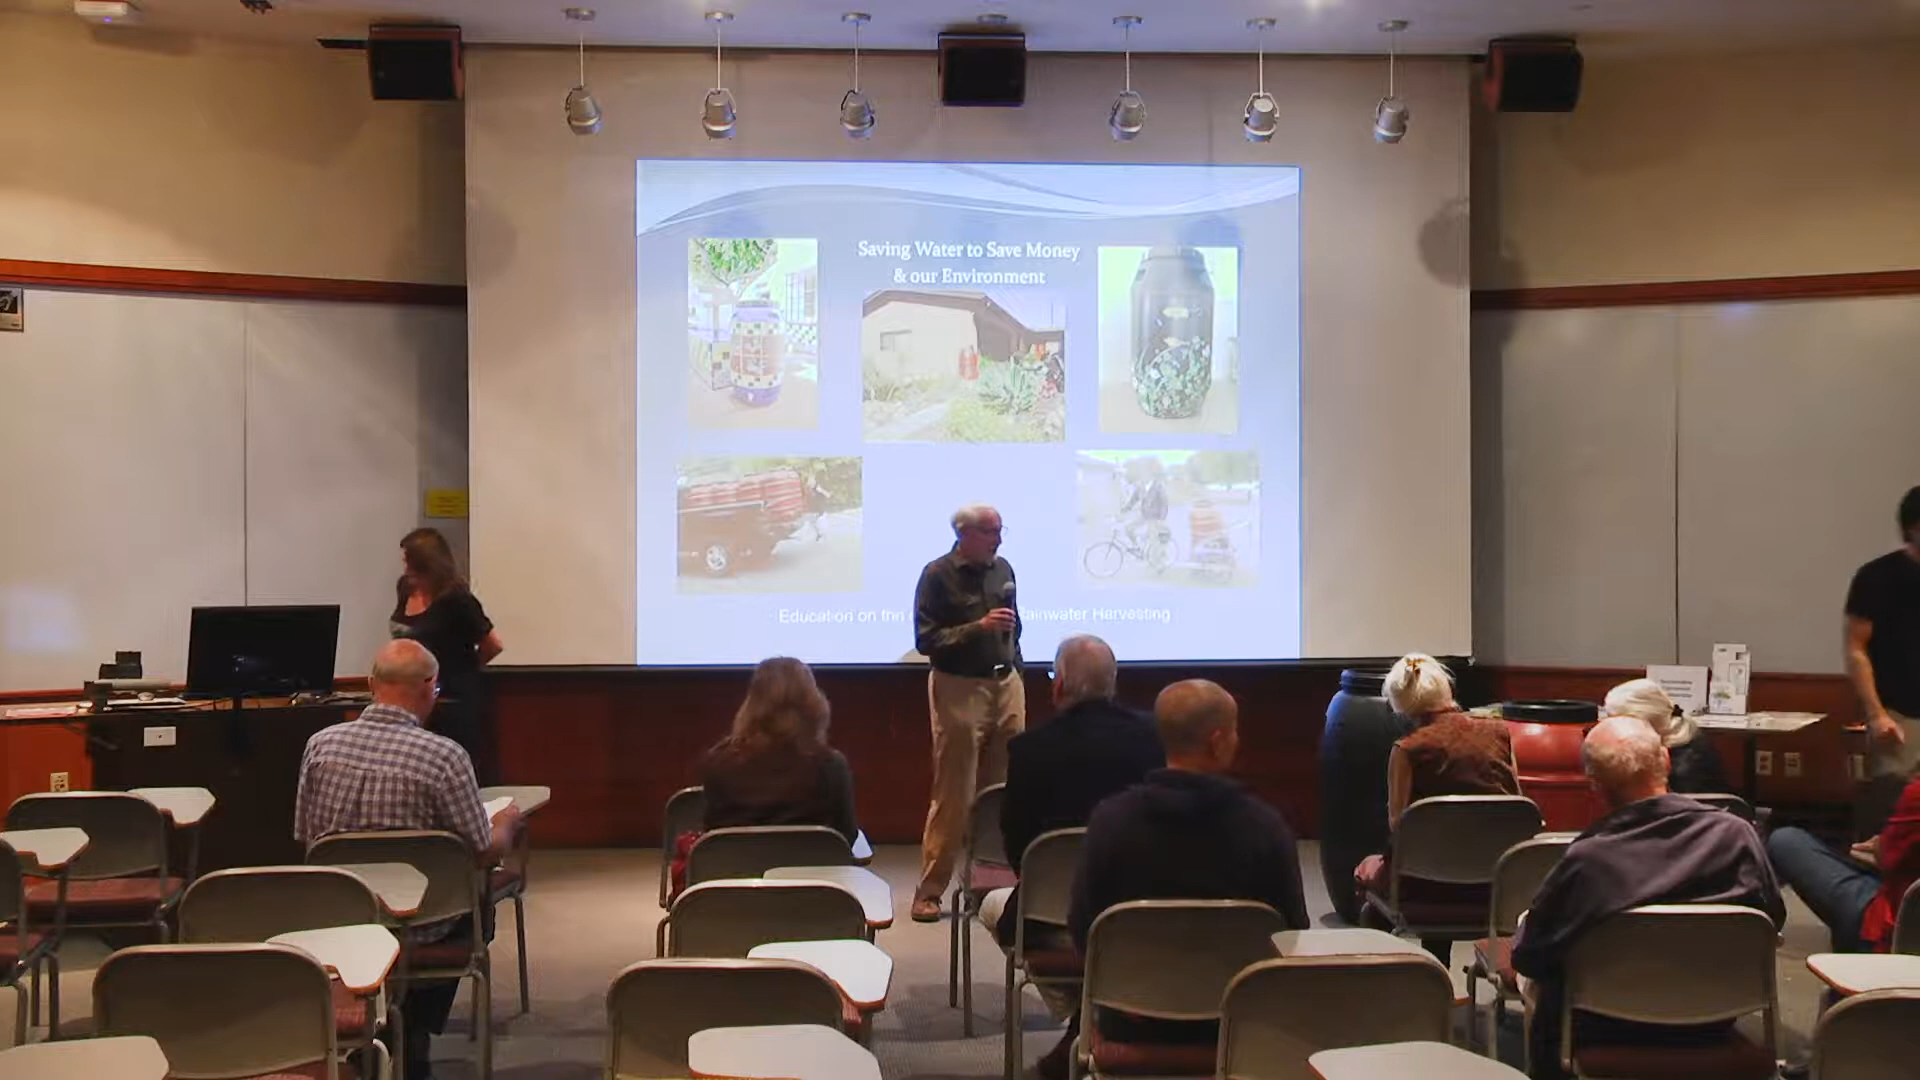 Saving Water to Save Money
& our Environment
Education on the Rainwater Harvesting